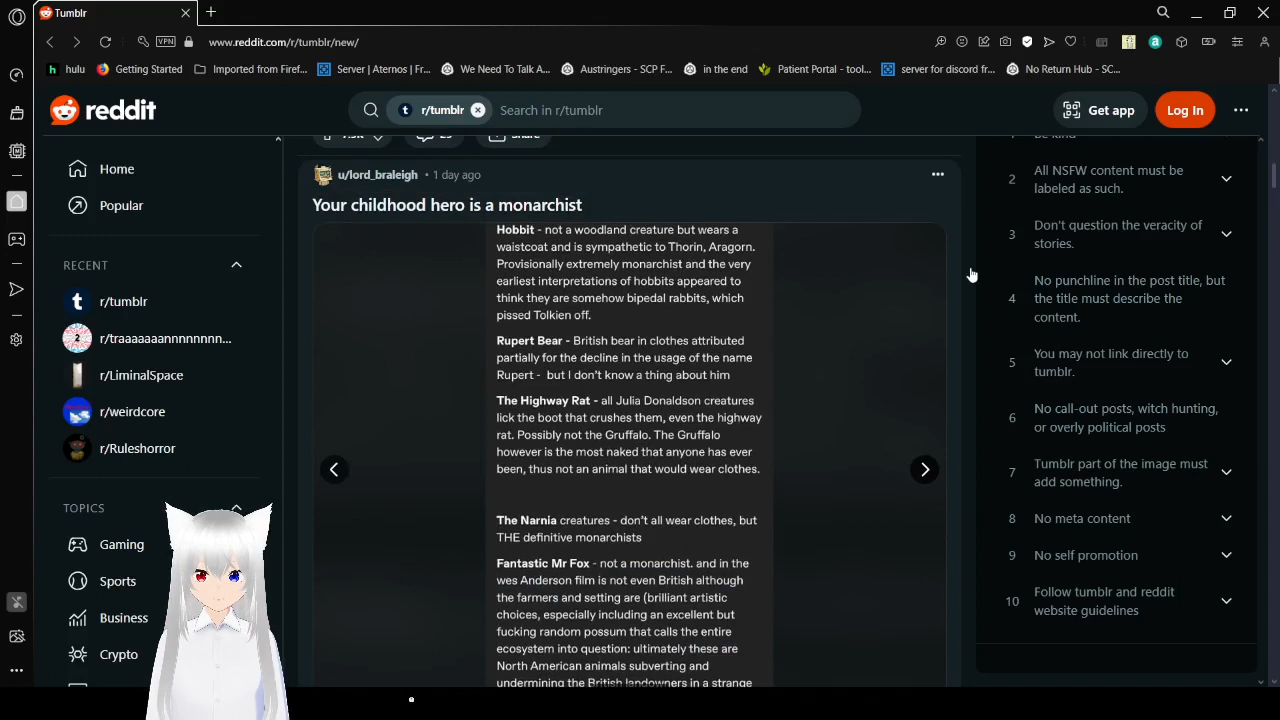 Tumblr
www.reddit.com/r/tumblr/new/
VPN
hulu
Getting Started
Imported from Firef...
Server | Aternos | Fr...
We Need To Talk A...
Austringers - SCP F...
in the end
Patient Portal - tool...
server for discord fr...
No Return Hub - SC...
reddit
r/tumblr
Search in r/tumblr
Get app
Log In
Home
Popular
RECENT
r/tumblr
r/traaaaaaannnnnnnn...
r/LiminalSpace
r/weirdcore
r/Ruleshorror
TOPICS
Gaming
Sports
Business
Crypto
Share
u/lord_braleigh • 1 day ago
Your childhood hero is a monarchist
Hobbit - not a woodland creature but wears a
waistcoat and is sympathetic to Thorin, Aragorn.
Provisionally extremely monarchist and the very
earliest interpretations of hobbits appeared to
think they are somehow bipedal rabbits, which
pissed Tolkien off.
Rupert Bear - British bear in clothes attributed
partially for the decline in the usage of the name
Rupert - but I don't know a thing about him
The Highway Rat - all Julia Donaldson creatures
lick the boot that crushes them, even the highway
rat. Possibly not the Gruffalo. The Gruffalo
however is the most naked that anyone has ever
been, thus not an animal that would wear clothes.
The Narnia creatures - don't all wear clothes, but
THE definitive monarchists
Fantastic Mr Fox - not a monarchist. and in the
wes Anderson film is not even British although
the farmers and setting are (brilliant artistic
choices, especially including an excellent but
fucking random possum that calls the entire
ecosystem into question: ultimately these are
North American animals subverting and
undermining the British landowners in a strange
Be kind
2 All NSFW content must be
labeled as such.
3 Don't question the veracity of
stories.
4 No punchline in the post title, but
the title must describe the
content.
5 You may not link directly to
tumblr.
6 No call-out posts, witch hunting,
or overly political posts
7 Tumblr part of the image must
add something.
8 No meta content
9 No self promotion
10 Follow tumblr and reddit
website guidelines